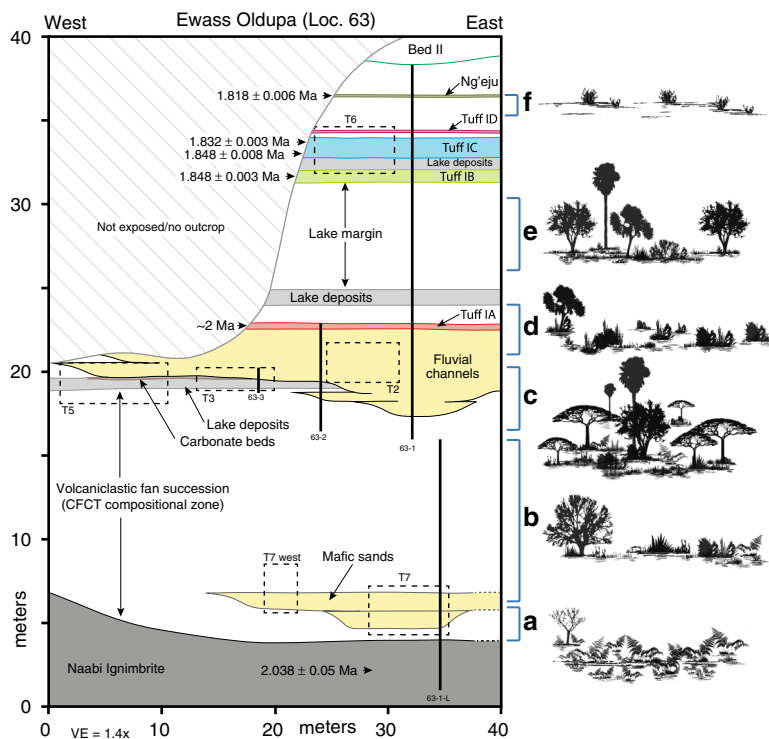 West Ewass Oldupa (Loc. 63) East
40
Bed II
Ng'eju
f
1.818 ± 0.006 Ma
Tuff ID
T6
1.832 ± 0.003 Ma
Tuff IC
1.848 ± 0.008 Ma
Lake deposits
1.848 ± 0.003 Ma
Tuff IB
30
e
Not exposed/no outcrop
Lake margin
Lake deposits
~2 Ma
Tuff IA
d
Fluvial
channels
20
T2
c
T5
T3
63-3
Lake deposits
Carbonate beds
63-2
63-1
Volcaniclastic fan succession
(CFCT compositional zone)
b
10
T7 west
Mafic sands
T7
a
meters
Naabi Ignimbrite
2.038 ± 0.05 Ma
63-1-L
0
0 10 20 30 40
VE = 1.4x
meters